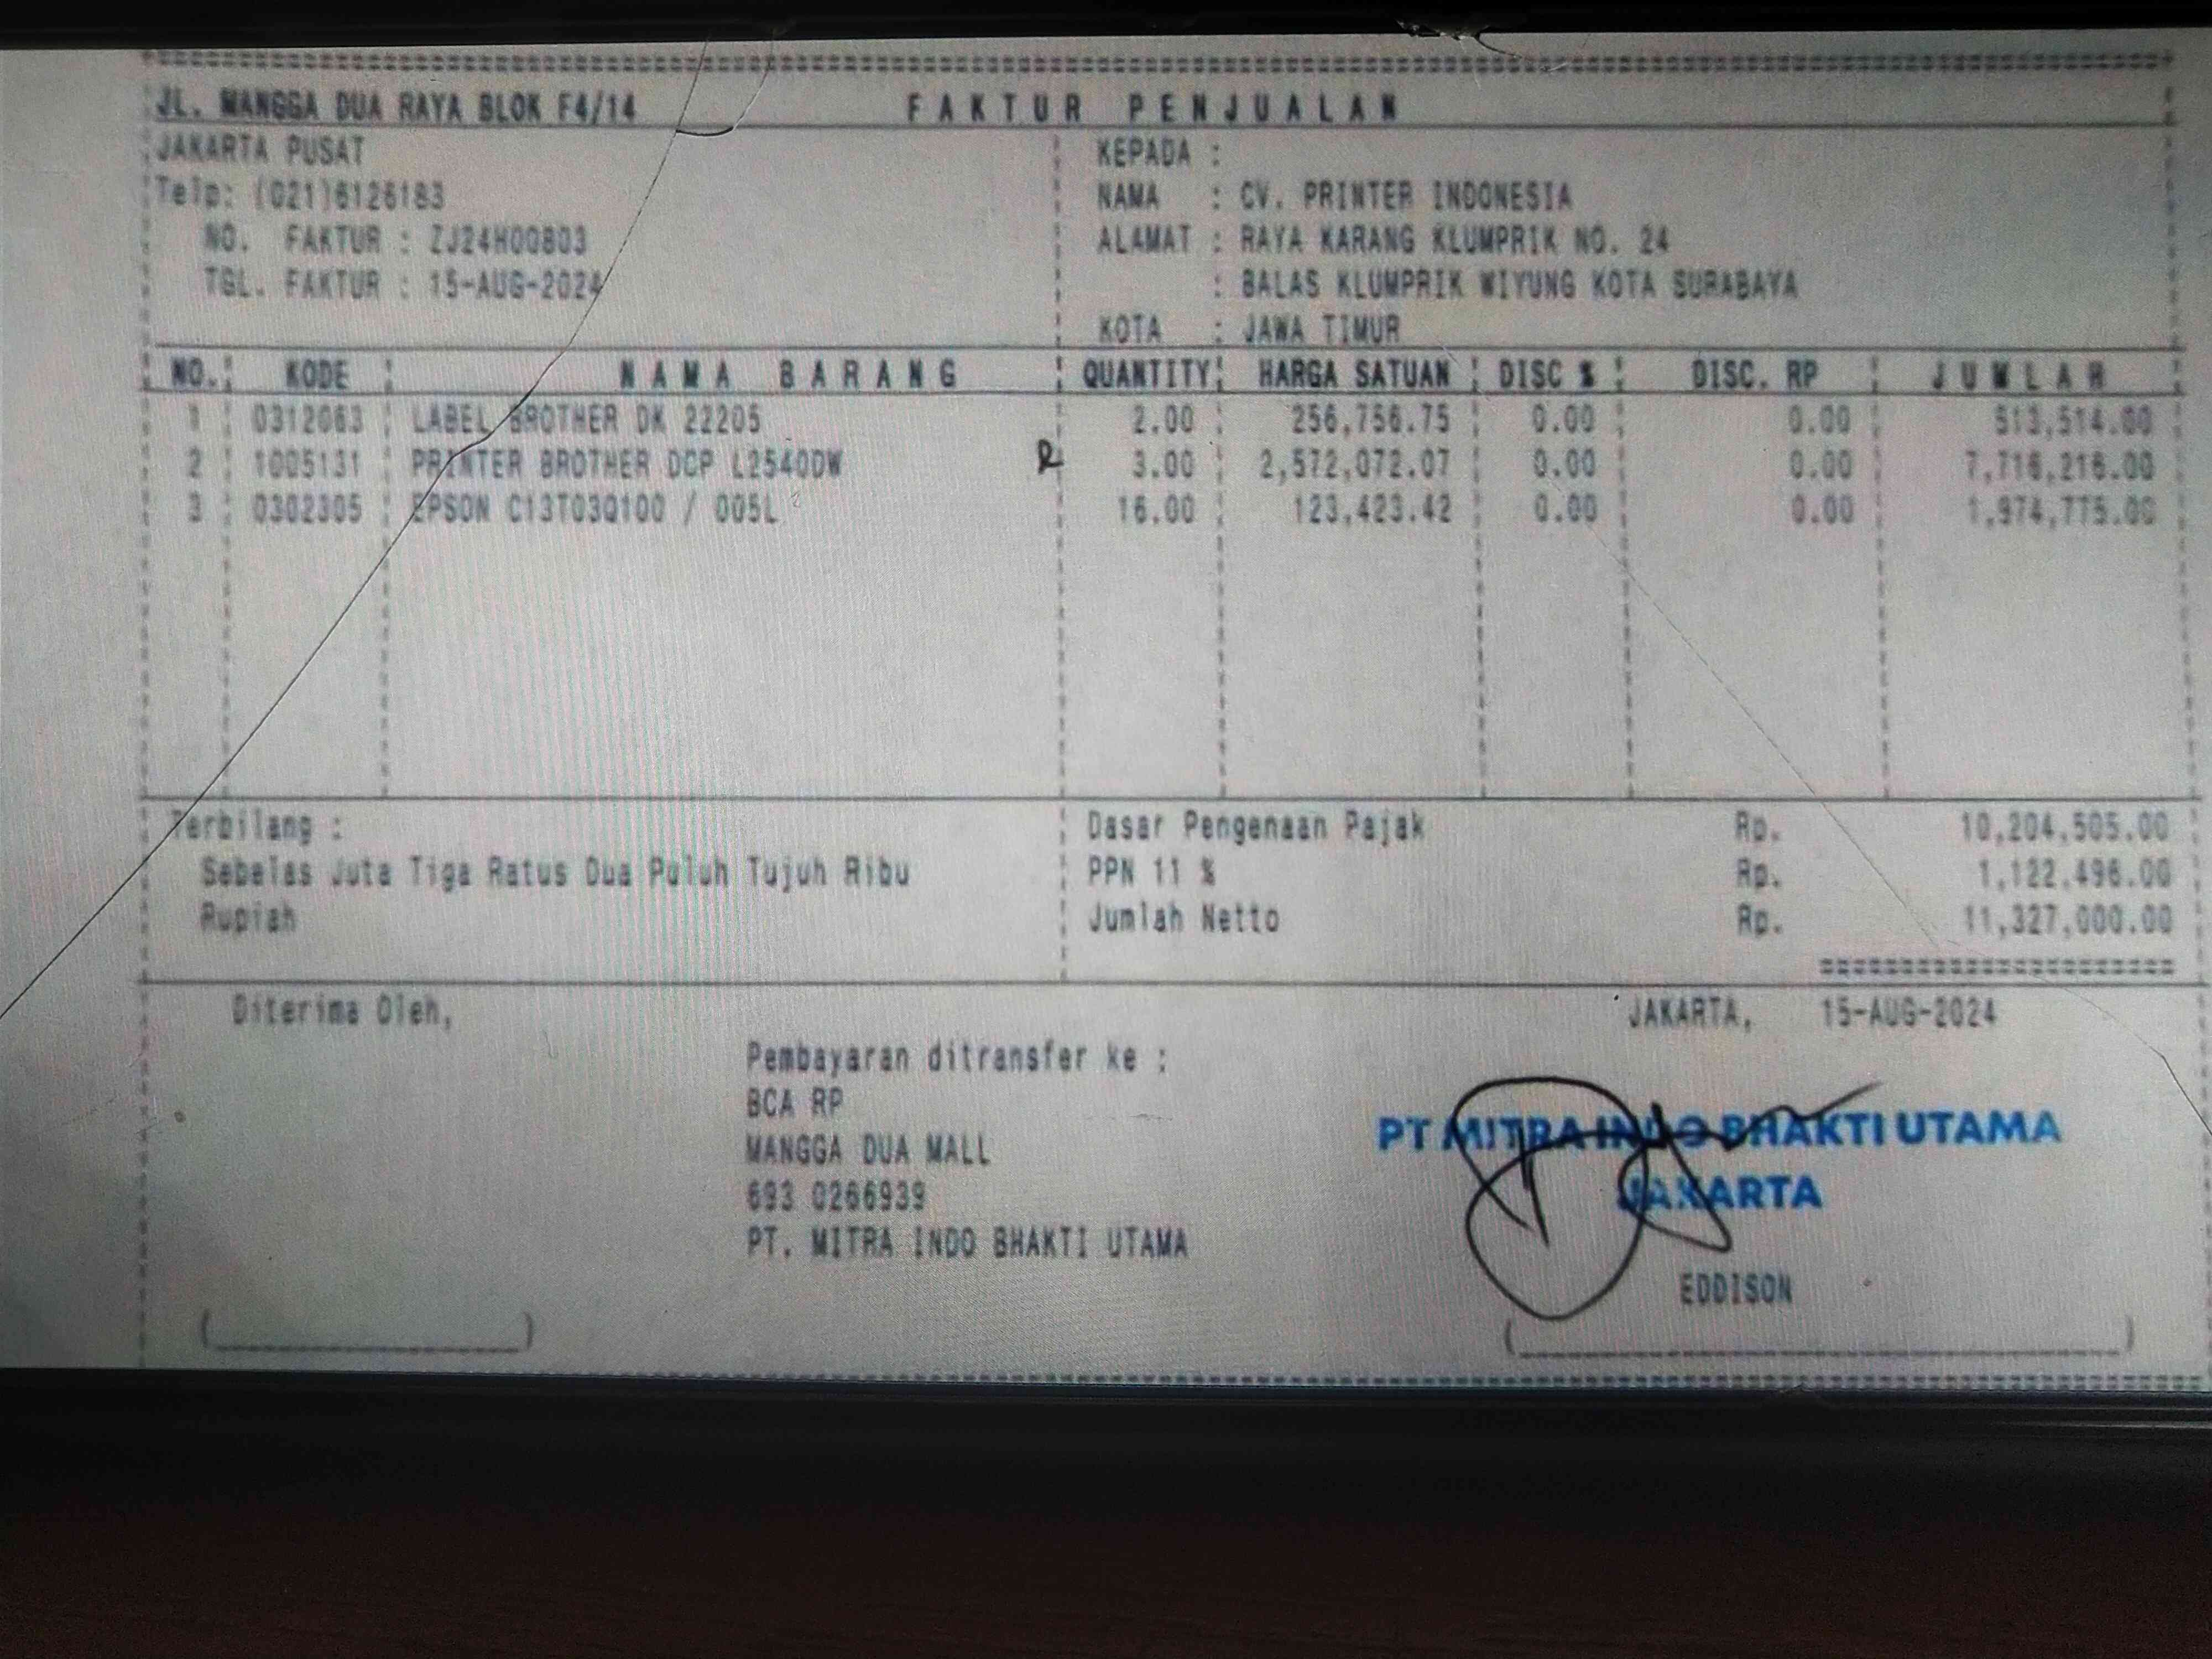 JL. MANGGA DUA RAYA BLOK F4/14 FAKTUR PENJUALAN
JAKARTA PUSAT
Telp: (021)6126183
NO. FAKTUR : ZJ24H00803
TGL. FAKTUR : 15-AUG-2024
KEPADA :
NAMA : CV. PRINTER INDONESIA
ALAMAT : RAYA KARANG KLUMPRIK NO. 24
: BALAS KLUMPRIK WIYUNG KOTA SURABAYA
KOTA : JAWA TIMUR
NO. KODE NAMA BARANG QUANTITY HARGA SATUAN DISC % DISC. RP JUMLAH
1 0312063 LABEL BROTHER DK 22205 2.00 256,756.75 0.00 0.00 513,514.00
2 1005131 PRINTER BROTHER DCP L2540DW 3.00 2,572,072.07 0.00 0.00 7,716,216.00
3 0302305 EPSON C13T03Q100 / 005L 16.00 123,423.42 0.00 0.00 1,974,775.00
Terbilang :
Sebelas Juta Tiga Ratus Dua Puluh Tujuh Ribu
Rupiah
Dasar Pengenaan Pajak Rp. 10,204,505.00
PPN 11 % Rp. 1,122,496.00
Jumlah Netto Rp. 11,327,000.00
=====================
Diterima Oleh,
JAKARTA, 15-AUG-2024
Pembayaran ditransfer ke :
BCA RP
MANGGA DUA MALL
693 0266939
PT. MITRA INDO BHAKTI UTAMA
PT MITRA INDO BHAKTI UTAMA
JAKARTA
EDDISON